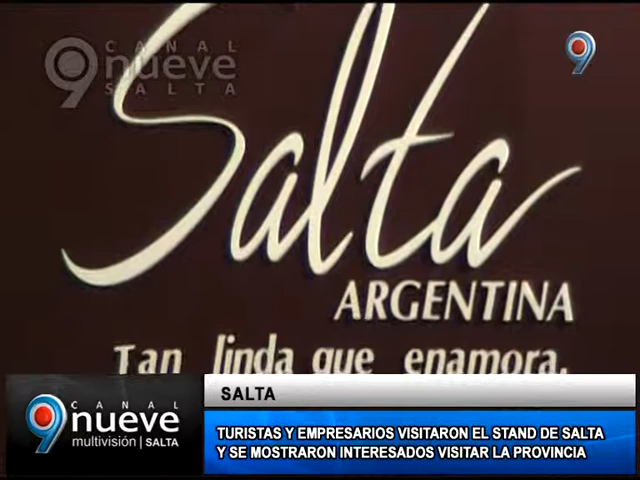 CANAL
9 nueve
SALTA
9
Salta
ARGENTINA
Tan linda que enamora.
CANAL
9 nueve
multivisión | SALTA
SALTA
TURISTAS Y EMPRESARIOS VISITARON EL STAND DE SALTA
Y SE MOSTRARON INTERESADOS VISITAR LA PROVINCIA